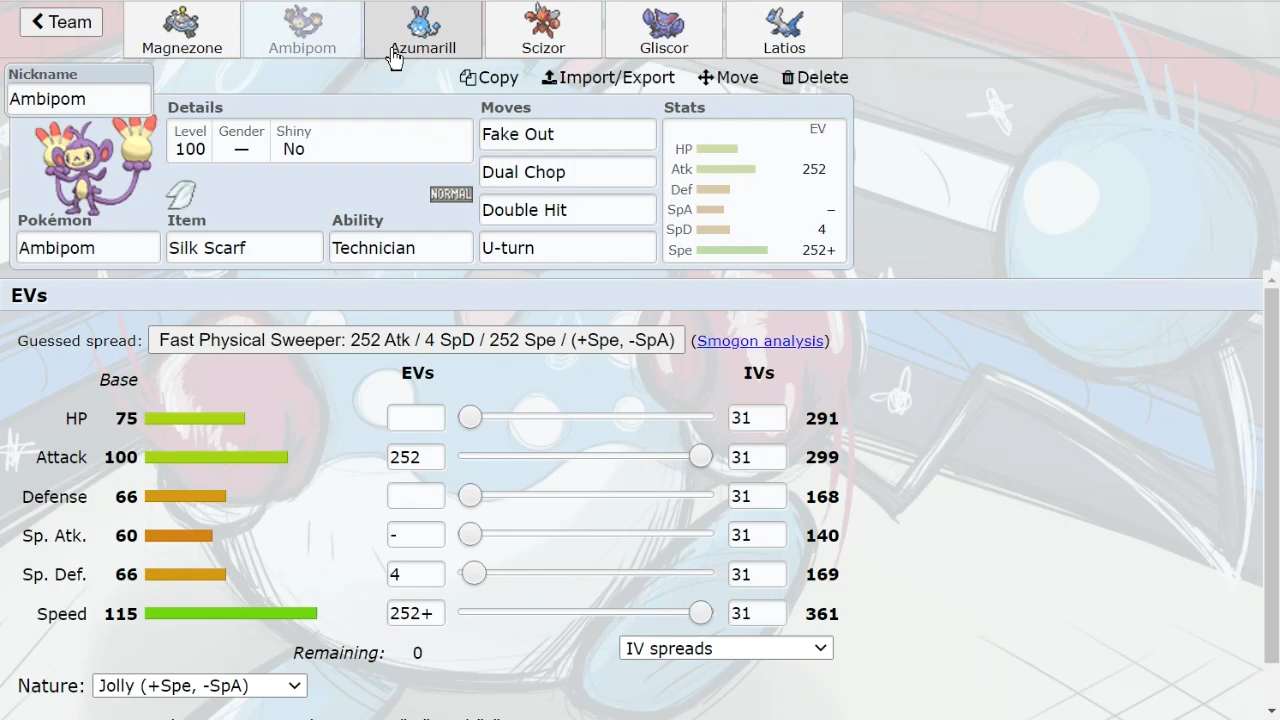 Team
Magnezone
Ambipom
Azumarill
Scizor
Gliscor
Latios
Copy
Import/Export
Move
Delete
Nickname
Ambipom
Details
Moves
Stats
Level
100
Gender
—
Shiny
No
Fake Out
Dual Chop
Double Hit
U-turn
EV
HP
Atk 252
Def
SpA –
SpD 4
Spe 252+
NORMAL
Pokémon
Item
Ability
Ambipom
Silk Scarf
Technician
EVs
Guessed spread: Fast Physical Sweeper: 252 Atk / 4 SpD / 252 Spe / (+Spe, -SpA) (Smogon analysis)
Base EVs IVs
HP 75 31 291
Attack 100 252 31 299
Defense 66 31 168
Sp. Atk. 60 - 31 140
Sp. Def. 66 4 31 169
Speed 115 252+ 31 361
Remaining: 0
IV spreads
Nature: Jolly (+Spe, -SpA)